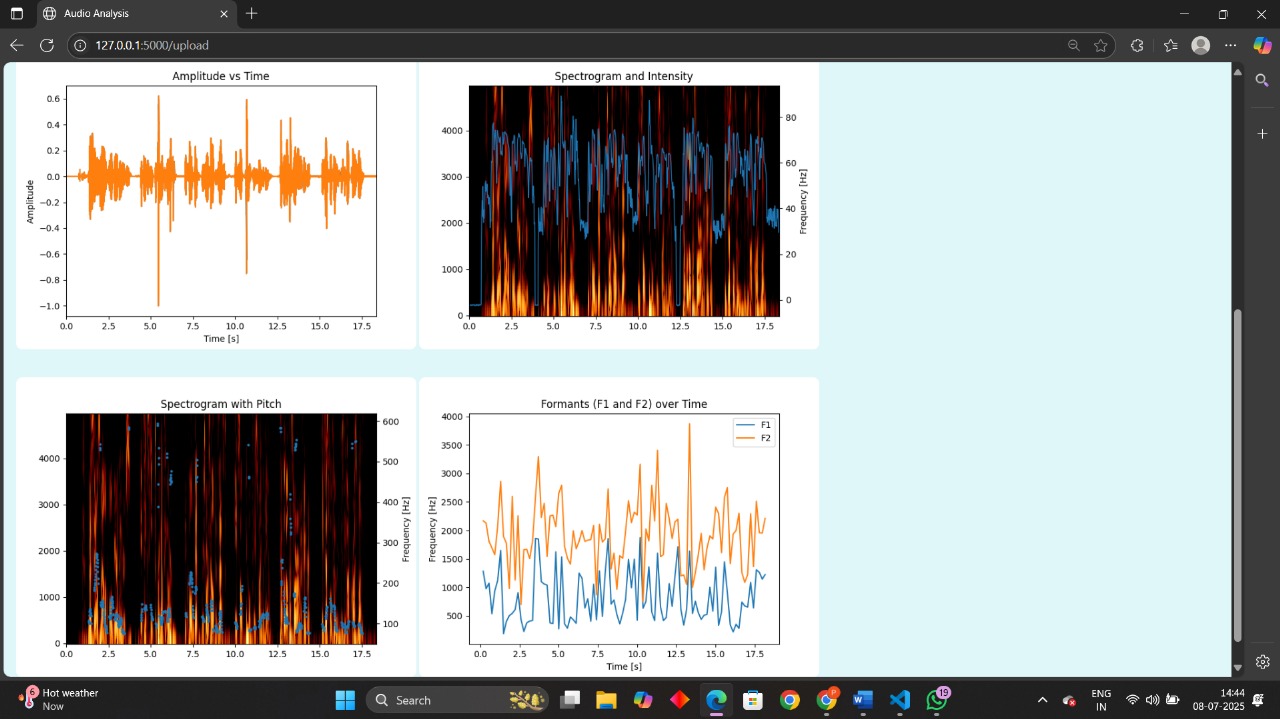 Audio Analysis
127.0.0.1:5000/upload
Amplitude vs Time
0.6
0.4
0.2
0.0
−0.2
−0.4
−0.6
−0.8
−1.0
Amplitude
0.0 2.5 5.0 7.5 10.0 12.5 15.0 17.5
Time [s]
Spectrogram and Intensity
4000
3000
2000
1000
0
80
60
40
20
0
Frequency [Hz]
0.0 2.5 5.0 7.5 10.0 12.5 15.0 17.5
Spectrogram with Pitch
4000
3000
2000
1000
0
600
500
400
300
200
100
Frequency [Hz]
0.0 2.5 5.0 7.5 10.0 12.5 15.0 17.5
Formants (F1 and F2) over Time
F1
F2
4000
3500
3000
2500
2000
1500
1000
500
Frequency [Hz]
0.0 2.5 5.0 7.5 10.0 12.5 15.0 17.5
Time [s]
6
Hot weather
Now
Search
P
W
19
ENG
IN
14:44
08-07-2025